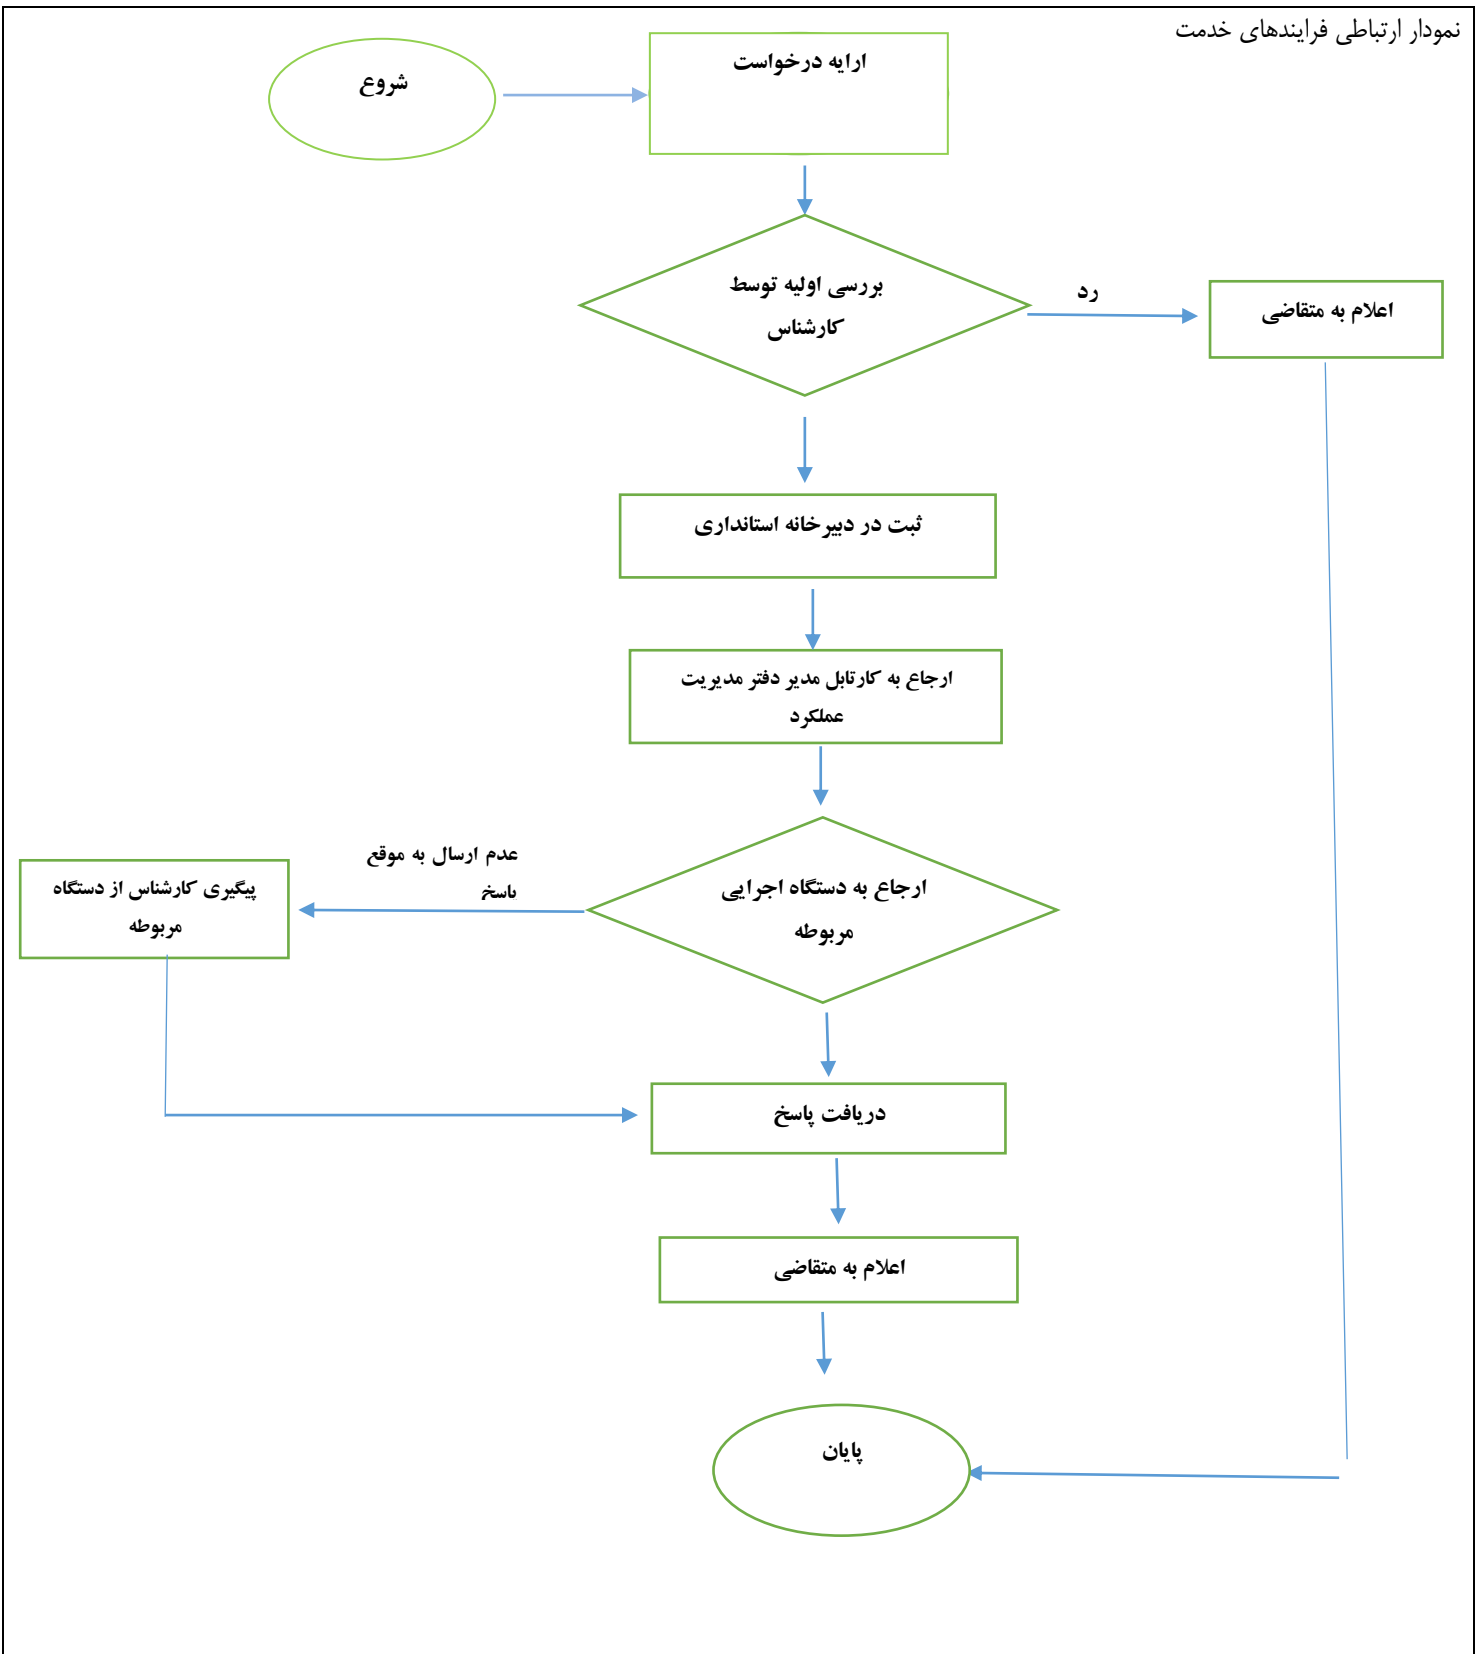 نمودار ارتباطی فرایندهای خدمت
شروع
ارایه درخواست
بررسی اولیه توسط
کارشناس
رد
اعلام به متقاضی
ثبت در دبیرخانه استانداری
ارجاع به کارتابل مدیر دفتر مدیریت
عملکرد
ارجاع به دستگاه اجرایی
مربوطه
عدم ارسال به موقع
پاسخ
پیگیری کارشناس از دستگاه
مربوطه
دریافت پاسخ
اعلام به متقاضی
پایان